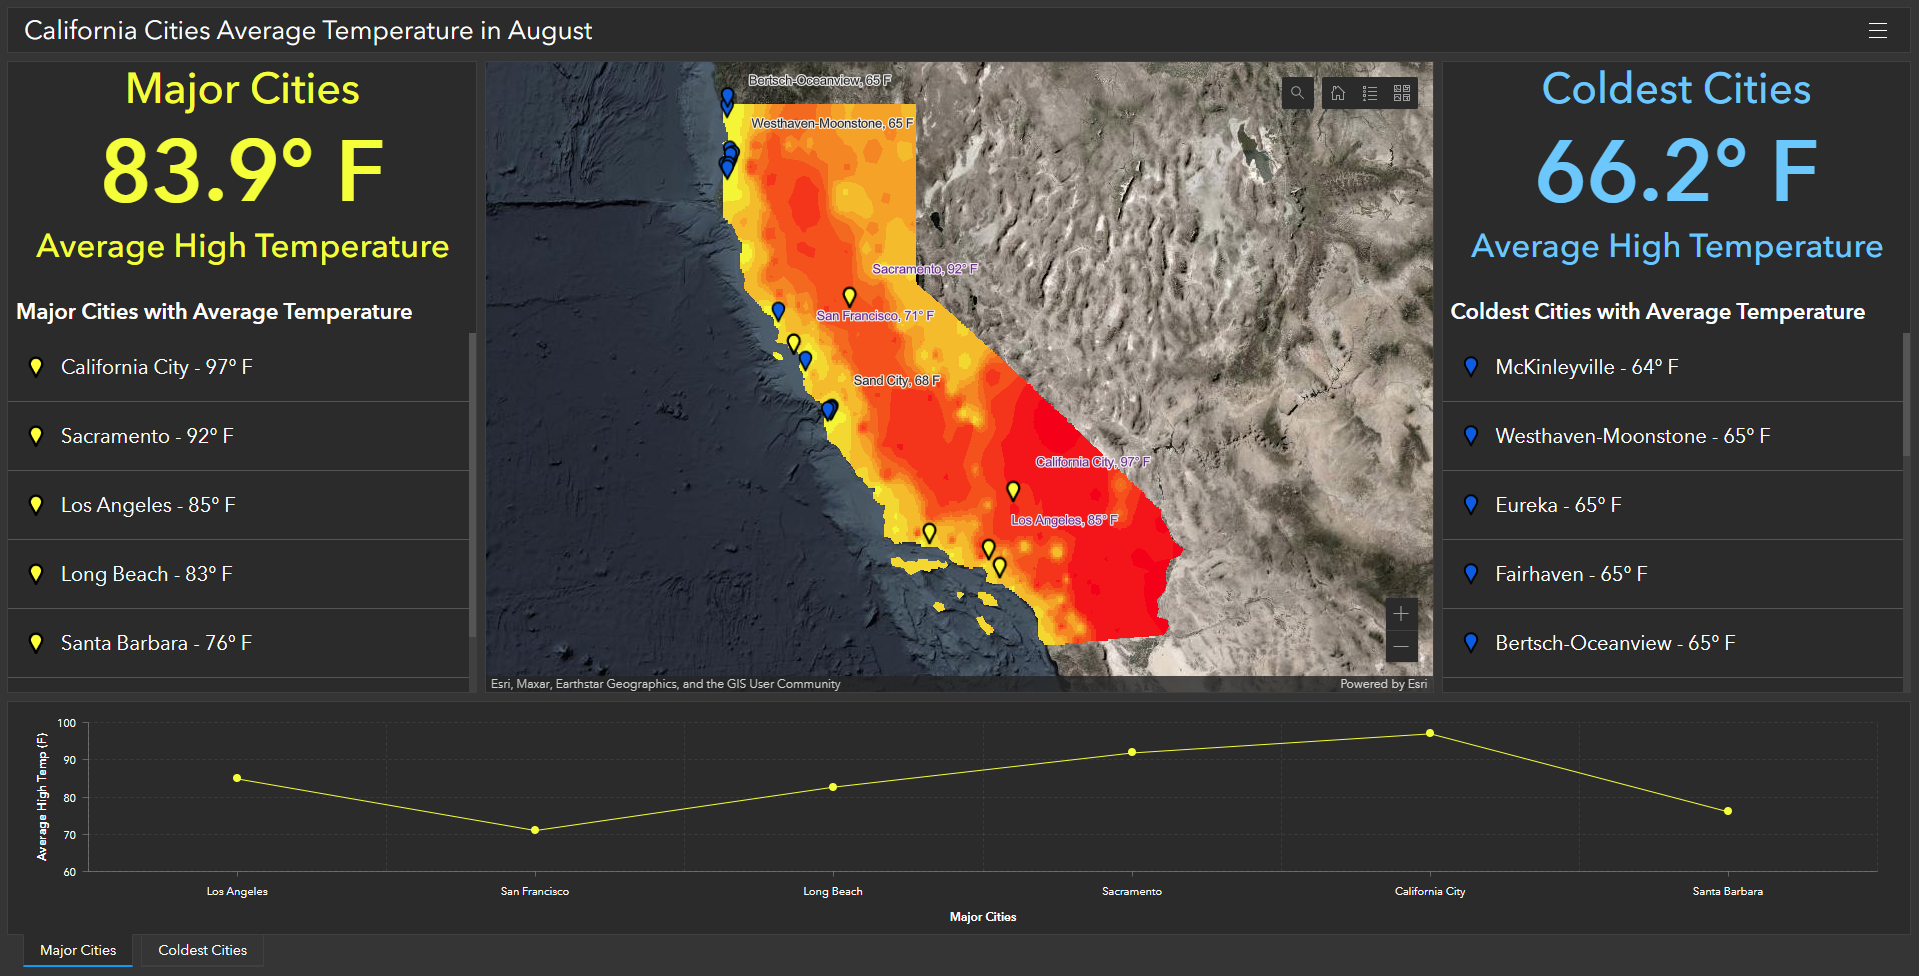 California Cities Average Temperature in August
Major Cities
83.9° F
Average High Temperature
Major Cities with Average Temperature
California City - 97° F
Sacramento - 92° F
Los Angeles - 85° F
Long Beach - 83° F
Santa Barbara - 76° F
Bertsch-Oceanview, 65 F
Westhaven-Moonstone, 65 F
Sacramento, 92° F
San Francisco, 71° F
Sand City, 68 F
California City, 97° F
Los Angeles, 85° F
Esri, Maxar, Earthstar Geographics, and the GIS User Community
Powered by Esri
Coldest Cities
66.2° F
Average High Temperature
Coldest Cities with Average Temperature
McKinleyville - 64° F
Westhaven-Moonstone - 65° F
Eureka - 65° F
Fairhaven - 65° F
Bertsch-Oceanview - 65° F
Average High Temp (F)
100
90
80
70
60
Los Angeles
San Francisco
Long Beach
Sacramento
California City
Santa Barbara
Major Cities
Major Cities
Coldest Cities